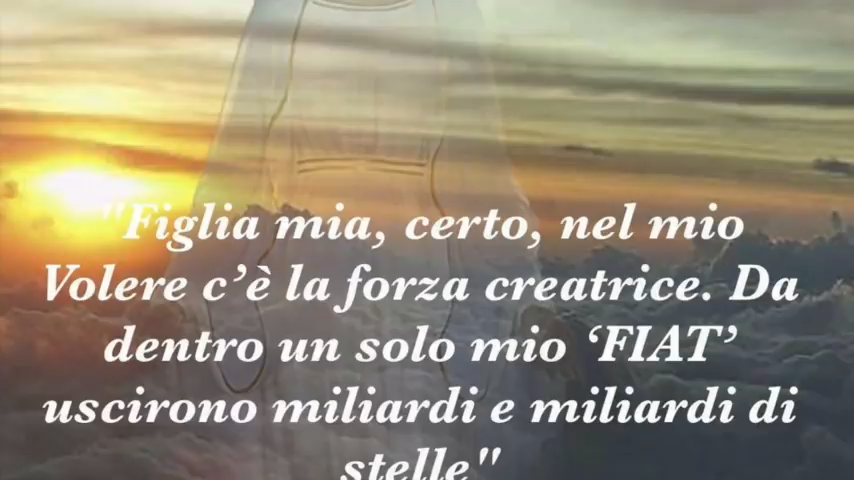 "Figlia mia, certo, nel mio
Volere c’è la forza creatrice. Da
dentro un solo mio ‘FIAT’
uscirono miliardi e miliardi di
stelle"